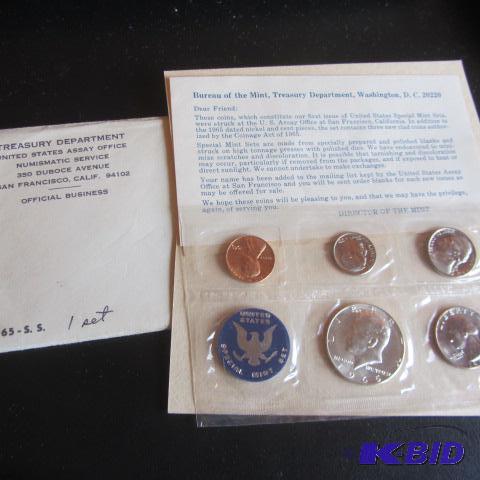 TREASURY DEPARTMENT
UNITED STATES ASSAY OFFICE
NUMISMATIC SERVICE
350 DUBOCE AVENUE
SAN FRANCISCO, CALIF. 94102
OFFICIAL BUSINESS
65-S.S. 1 set
Bureau of the Mint, Treasury Department, Washington, D. C. 20220
Dear Friend:
These coins, which constitute our first issue of United States Special Mint Sets,
were struck at the U. S. Assay Office at San Francisco, California. In addition to
the 1965 dated nickel and cent pieces, the set contains three new clad coins author-
ized by the Coinage Act of 1965.
Special Mint Sets are made from specially prepared and polished blanks and
struck on high tonnage presses with polished dies. We have endeavored to mini-
mize scratches and discoloration. It is possible that tarnishing and discoloration
may occur, particularly if removed from the packages, and if exposed to heat or
direct sunlight. We cannot undertake to make exchanges.
Your name has been added to the mailing list kept by the United States Assay
Office at San Francisco and you will be sent order blanks for each new issue as
may be offered for sale.
We hope these coins will be pleasing to you, and that we may have the privilege,
again, of serving you.
DIRECTOR OF THE MINT
UNITED
STATES
SPECIAL MINT SET
LIBERTY
1965
K-BID